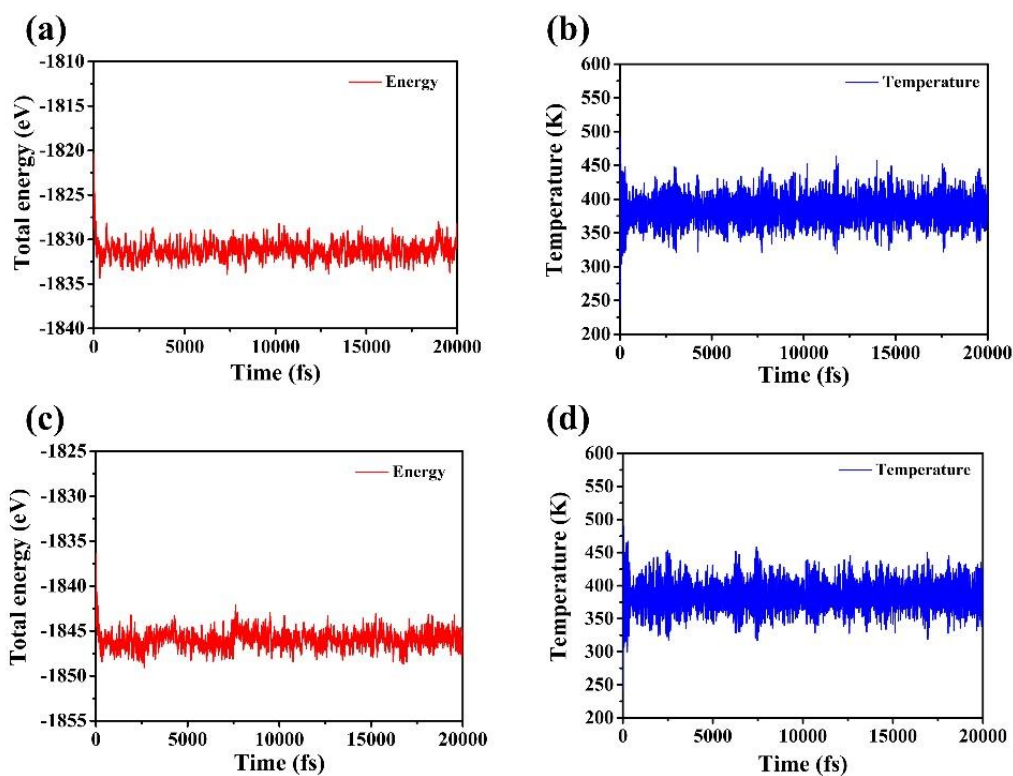 (a)
Total energy (eV)
-1810
-1815
-1820
-1825
-1830
-1835
-1840
Energy
0 5000 10000 15000 20000
Time (fs)
(b)
Temperature (K)
600
550
500
450
400
350
300
250
200
Temperature
0 5000 10000 15000 20000
Time (fs)
(c)
Total energy (eV)
-1825
-1830
-1835
-1840
-1845
-1850
-1855
Energy
0 5000 10000 15000 20000
Time (fs)
(d)
Temperature (K)
600
550
500
450
400
350
300
250
200
Temperature
0 5000 10000 15000 20000
Time (fs)